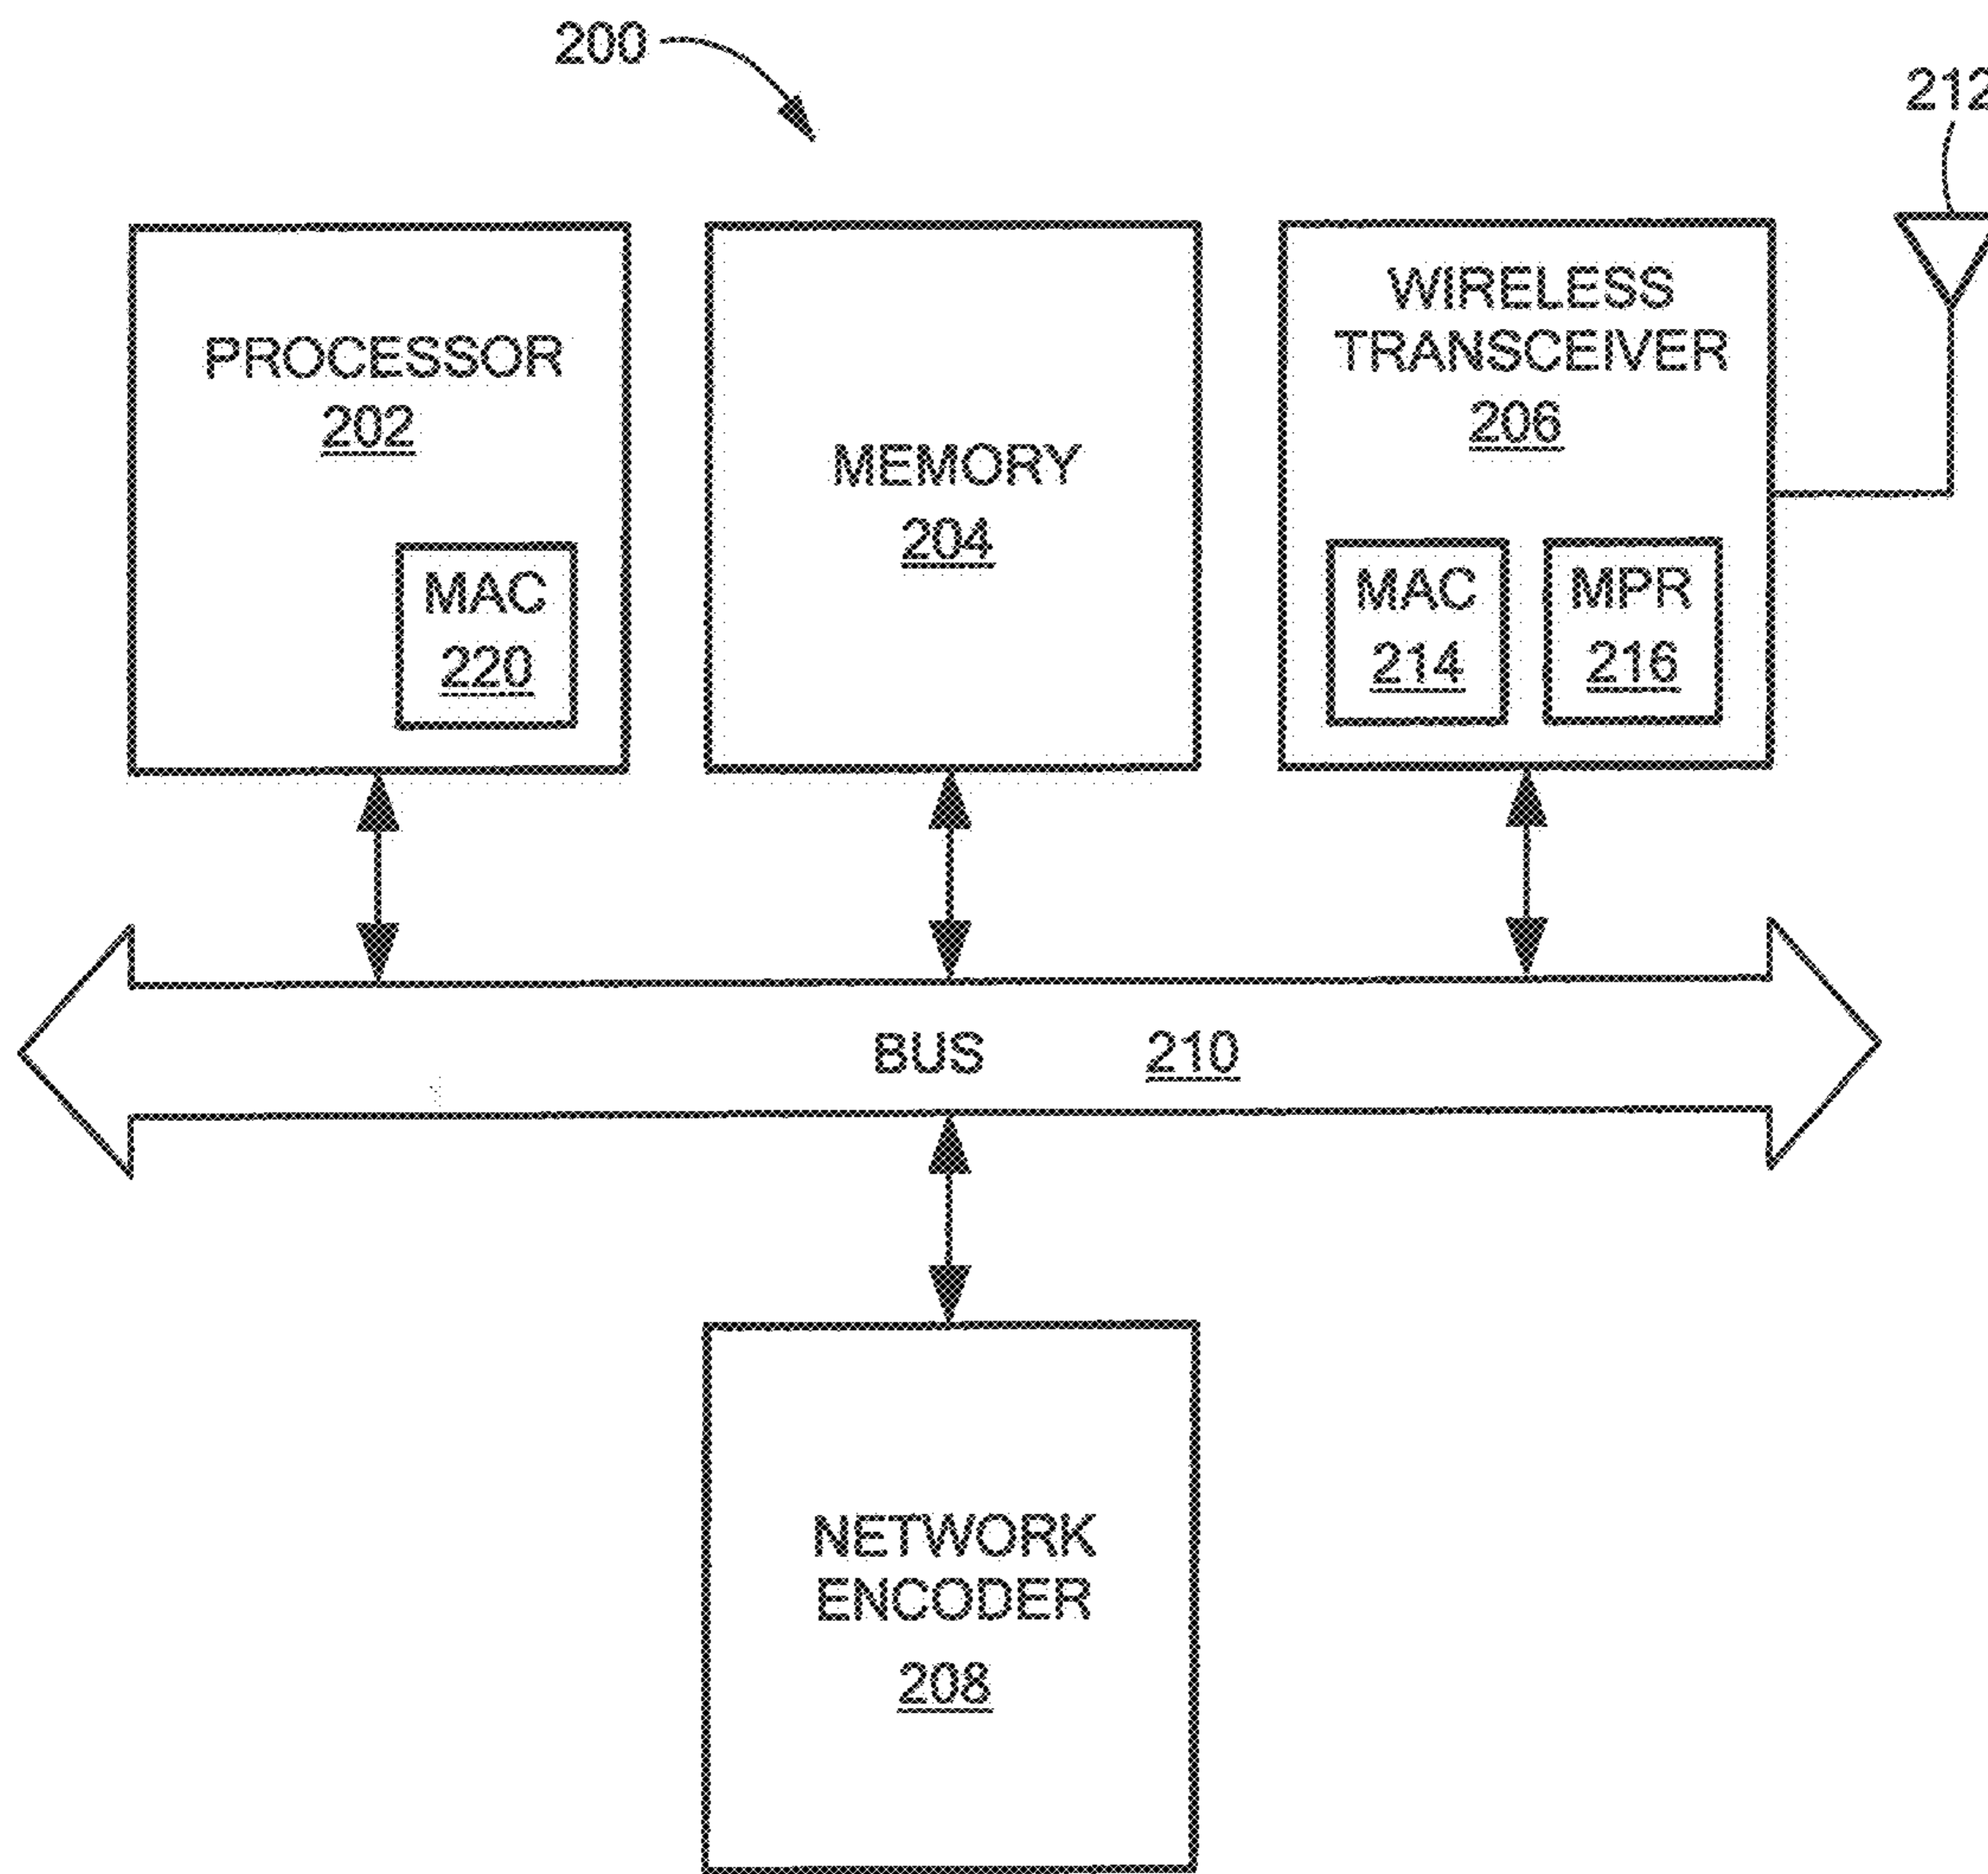 200
212
PROCESSOR
202
MAC
220
MEMORY
204
WIRELESS
TRANSCEIVER
206
MAC
214
MPR
216
BUS 210
NETWORK
ENCODER
208